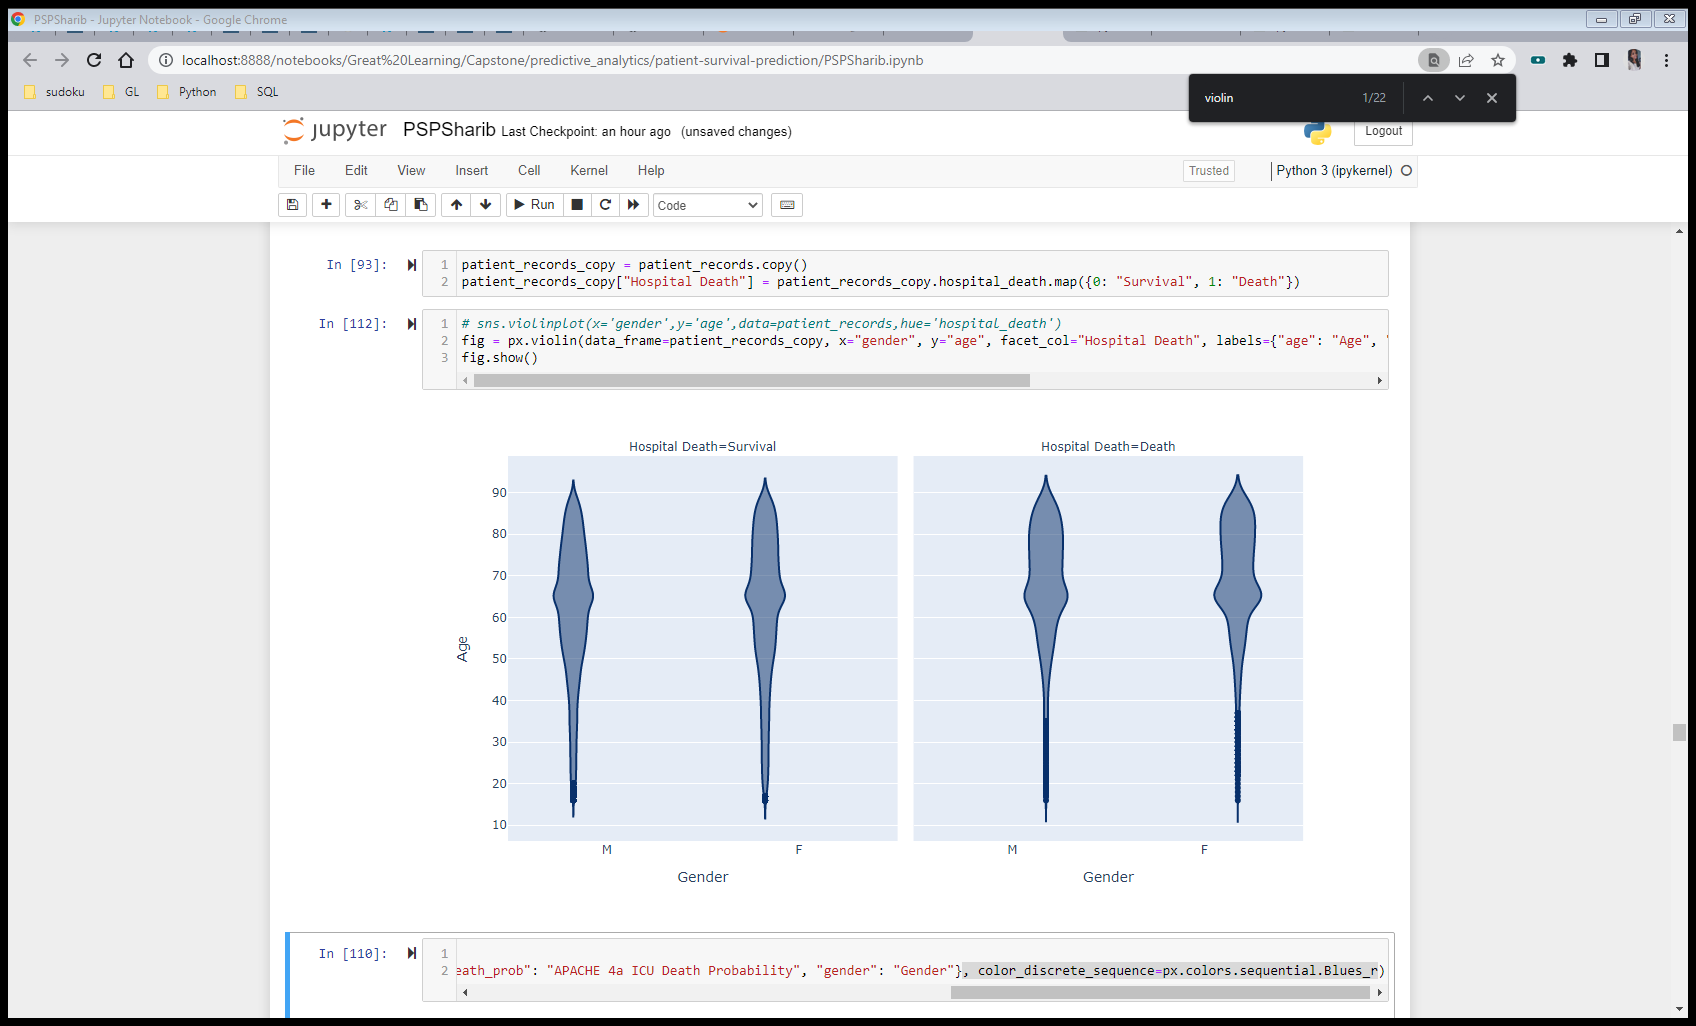 PSPSharib - Jupyter Notebook - Google Chrome
localhost:8888/notebooks/Great%20Learning/Capstone/predictive_analytics/patient-survival-prediction/PSPSharib.ipynb
sudoku GL Python SQL
violin 1/22
jupyter PSPSharib Last Checkpoint: an hour ago (unsaved changes)
Logout
File Edit View Insert Cell Kernel Help
Trusted Python 3 (ipykernel)
Run Code
In [93]:
1 patient_records_copy = patient_records.copy()
2 patient_records_copy["Hospital Death"] = patient_records_copy.hospital_death.map({0: "Survival", 1: "Death"})
In [112]:
1 # sns.violinplot(x='gender',y='age',data=patient_records,hue='hospital_death')
2 fig = px.violin(data_frame=patient_records_copy, x="gender", y="age", facet_col="Hospital Death", labels={"age": "Age",
3 fig.show()
Hospital Death=Survival Hospital Death=Death
90
80
70
60
50
40
30
20
10
Age
M F M F
Gender Gender
In [110]:
1
2 eath_prob": "APACHE 4a ICU Death Probability", "gender": "Gender"}, color_discrete_sequence=px.colors.sequential.Blues_r)